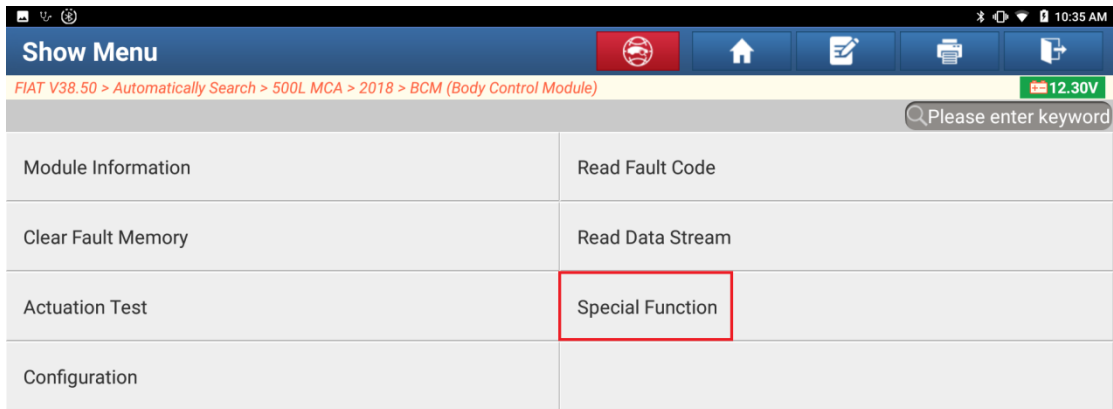 10:35 AM
Show Menu
FIAT V38.50 > Automatically Search > 500L MCA > 2018 > BCM (Body Control Module)
12.30V
Please enter keyword
Module Information
Read Fault Code
Clear Fault Memory
Read Data Stream
Actuation Test
Special Function
Configuration